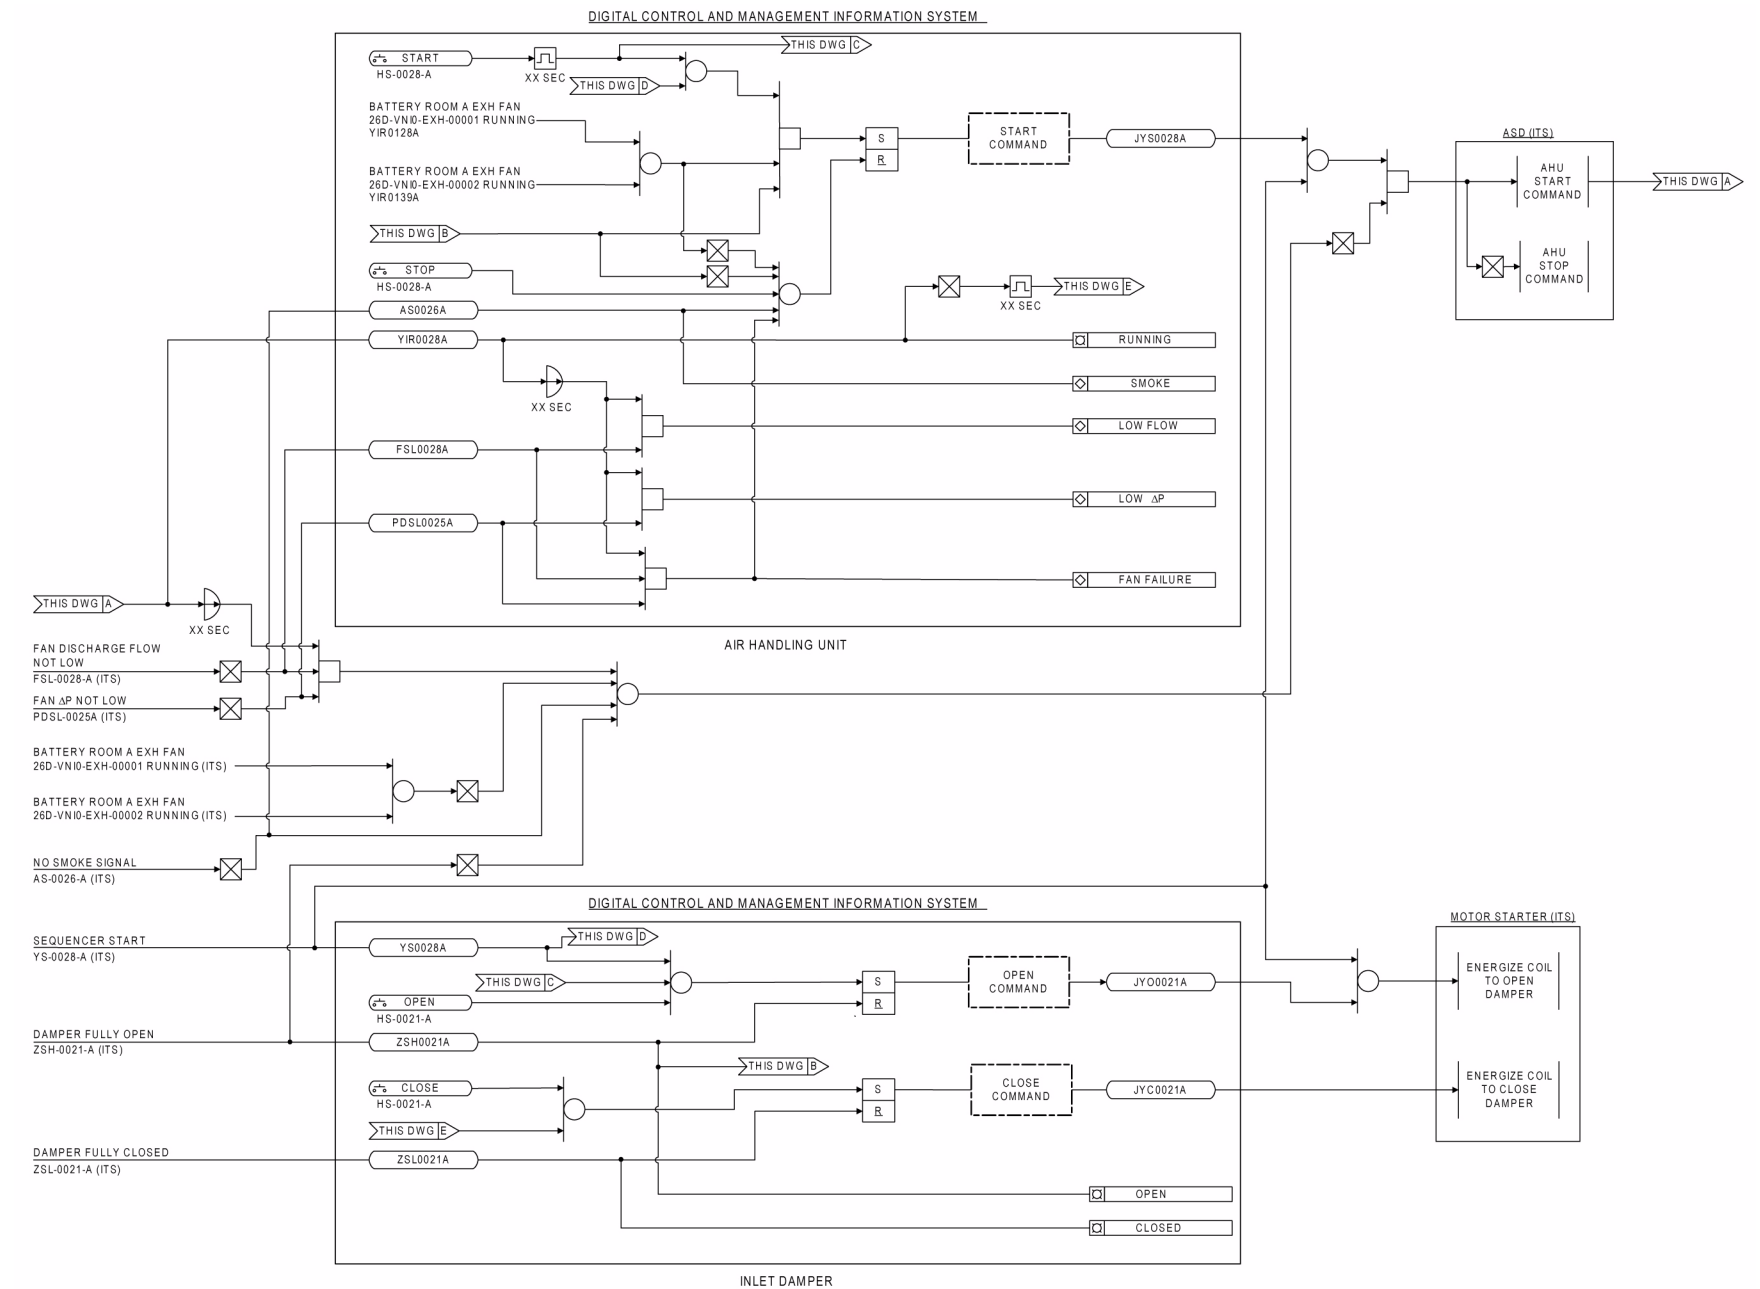 DIGITAL CONTROL AND MANAGEMENT INFORMATION SYSTEM
START
HS-0028-A
XX SEC
THIS DWG C
THIS DWG D
BATTERY ROOM A EXH FAN
26D-VNI0-EXH-00001 RUNNING
YIR0128A
BATTERY ROOM A EXH FAN
26D-VNI0-EXH-00002 RUNNING
YIR0139A
S
R
START
COMMAND
JYS0028A
ASD (ITS)
AHU
START
COMMAND
THIS DWG A
AHU
STOP
COMMAND
THIS DWG B
STOP
HS-0028-A
AS0026A
YIR0028A
XX SEC
THIS DWG E
XX SEC
RUNNING
SMOKE
LOW FLOW
FSL0028A
LOW ΔP
PDSL0025A
FAN FAILURE
AIR HANDLING UNIT
THIS DWG A
XX SEC
FAN DISCHARGE FLOW
NOT LOW
FSL-0028-A (ITS)
FAN ΔP NOT LOW
PDSL-0025A (ITS)
BATTERY ROOM A EXH FAN
26D-VNI0-EXH-00001 RUNNING (ITS)
BATTERY ROOM A EXH FAN
26D-VNI0-EXH-00002 RUNNING (ITS)
NO SMOKE SIGNAL
AS-0026-A (ITS)
DIGITAL CONTROL AND MANAGEMENT INFORMATION SYSTEM
SEQUENCER START
YS-0028-A (ITS)
YS0028A
THIS DWG D
THIS DWG C
OPEN
HS-0021-A
S
R
OPEN
COMMAND
JYO0021A
MOTOR STARTER (ITS)
ENERGIZE COIL
TO OPEN
DAMPER
DAMPER FULLY OPEN
ZSH-0021-A (ITS)
ZSH0021A
THIS DWG B
CLOSE
HS-0021-A
THIS DWG E
S
R
CLOSE
COMMAND
JYC0021A
ENERGIZE COIL
TO CLOSE
DAMPER
DAMPER FULLY CLOSED
ZSL-0021-A (ITS)
ZSL0021A
OPEN
CLOSED
INLET DAMPER